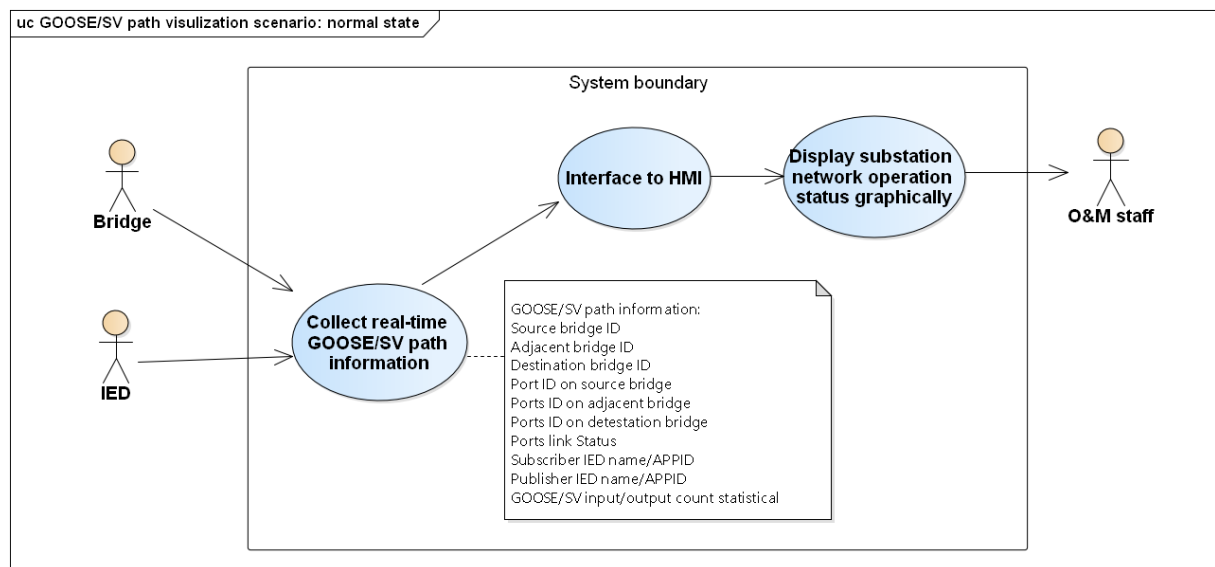 uc GOOSE/SV path visulization scenario: normal state
System boundary
Bridge
IED
Collect real-time
GOOSE/SV path
information
Interface to HMI
Display substation
network operation
status graphically
O&M staff
GOOSE/SV path information:
Source bridge ID
Adjacent bridge ID
Destination bridge ID
Port ID on source bridge
Ports ID on adjacent bridge
Ports ID on detestation bridge
Ports link Status
Subscriber IED name/APPID
Publisher IED name/APPID
GOOSE/SV input/output count statistical